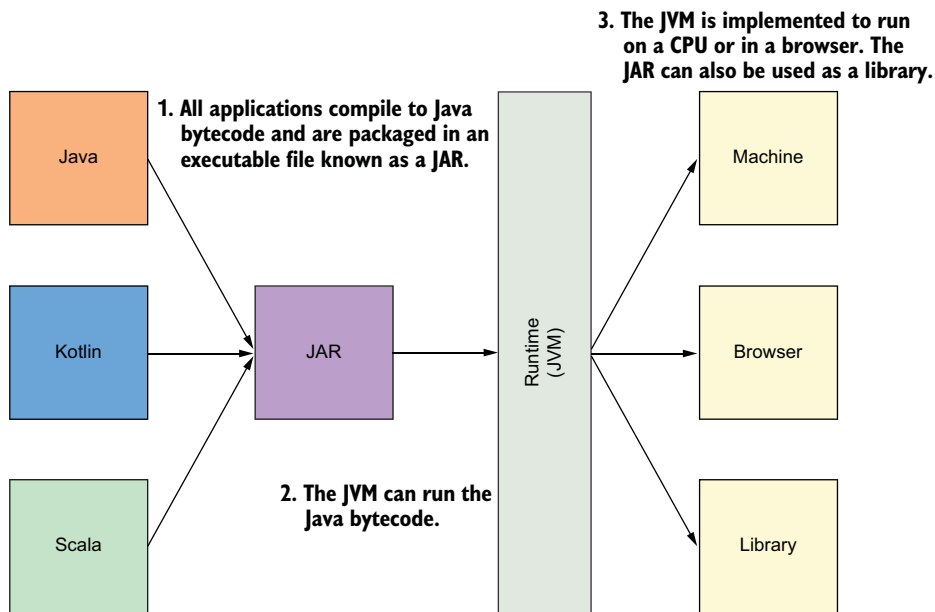 3. The JVM is implemented to run
on a CPU or in a browser. The
JAR can also be used as a library.
1. All applications compile to Java
bytecode and are packaged in an
executable file known as a JAR.
Java
Machine
Kotlin
JAR
Runtime
(JVM)
Browser
2. The JVM can run the
Java bytecode.
Scala
Library